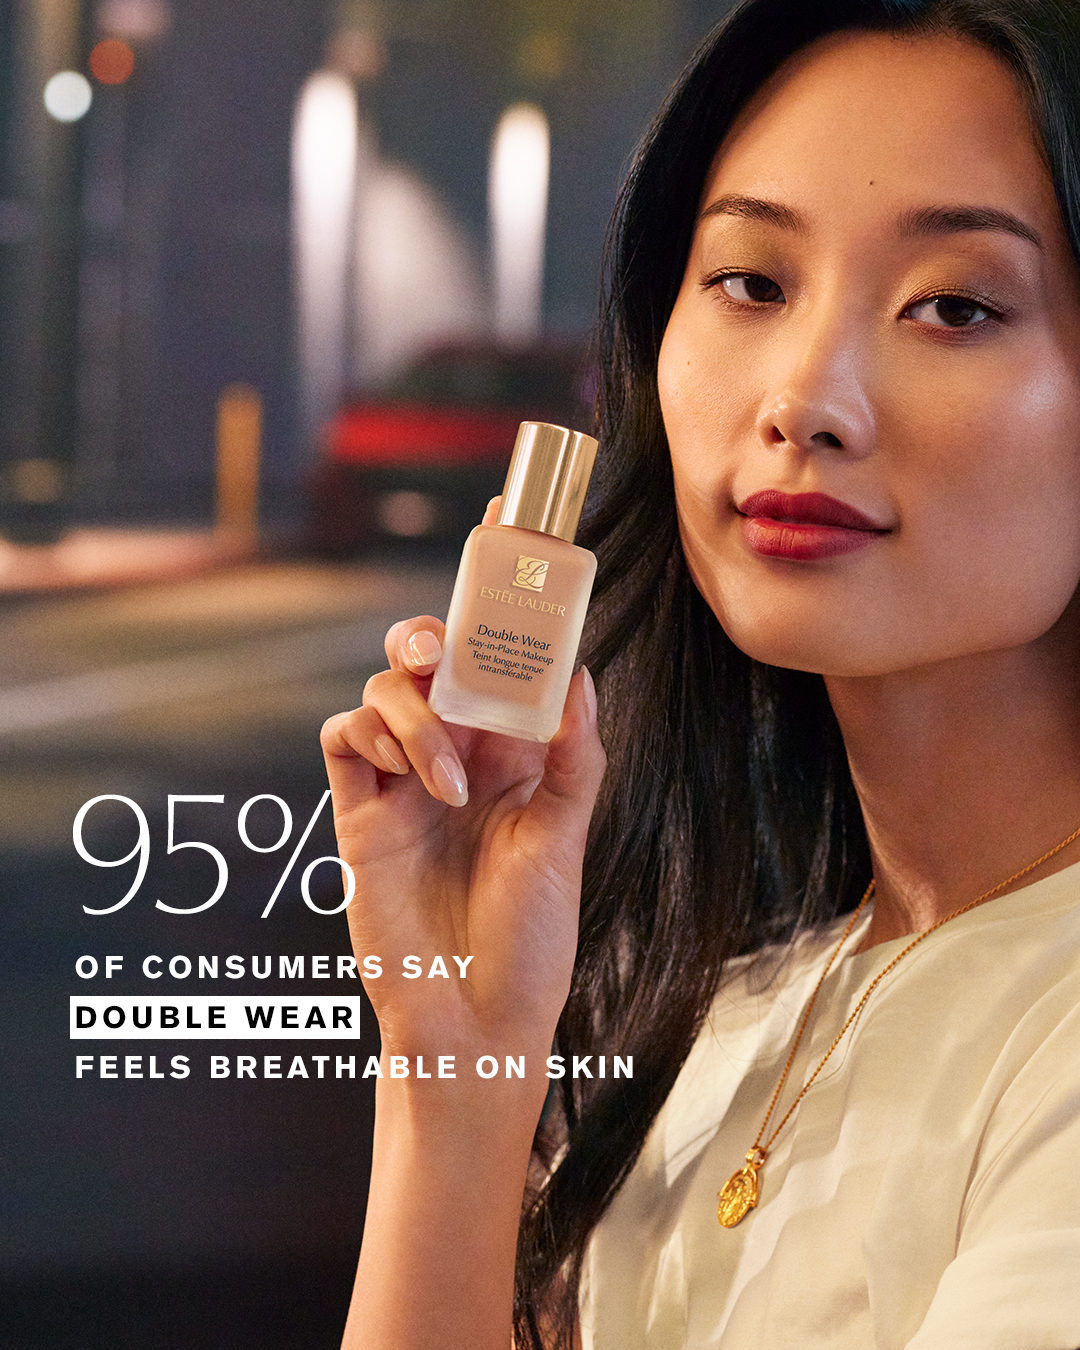 ESTĒE LAUDER
Double Wear
Stay-in-Place Makeup
Teint longue tenue
intransférable
95%
OF CONSUMERS SAY
DOUBLE WEAR
FEELS BREATHABLE ON SKIN